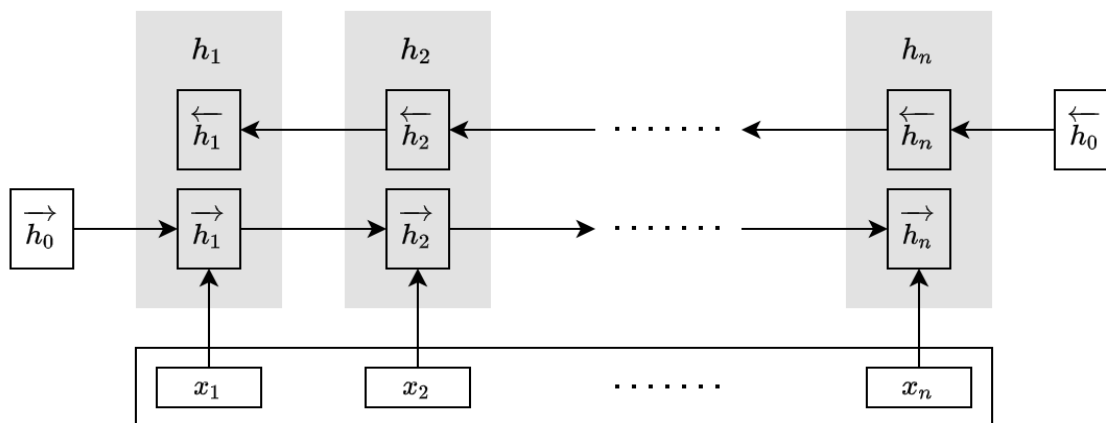 h₁ h₂ hₙ
←h₁ ←h₂ ······· ←hₙ ←h₀
→h₀ →h₁ →h₂ ······· →hₙ
x₁ x₂ ······· xₙ